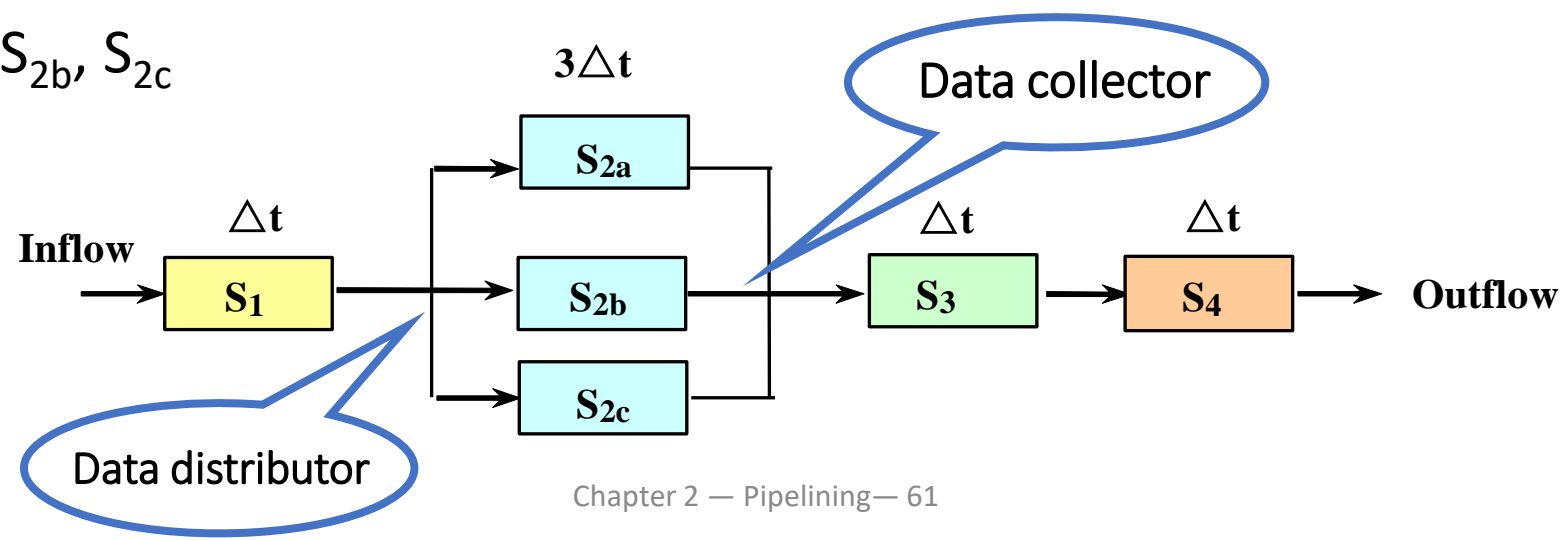 S2b, S2c
3△t
Data collector
S2a
△t
△t
△t
Inflow
S1
S2b
S3
S4
Outflow
S2c
Data distributor
Chapter 2 — Pipelining— 61